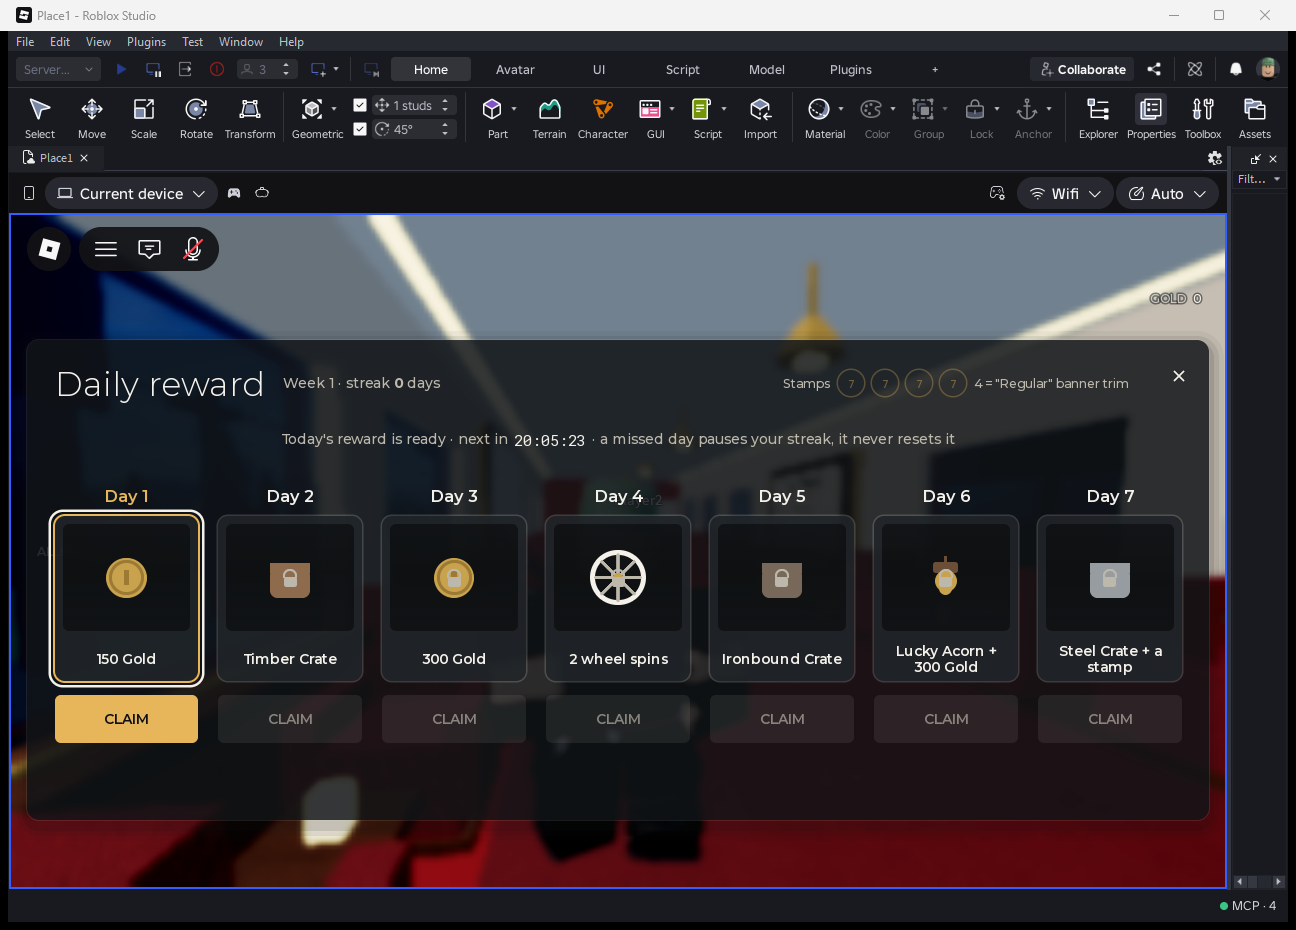 Place1 - Roblox Studio
File Edit View Plugins Test Window Help
Server... 3 Home Avatar UI Script Model Plugins + Collaborate
1 studs
45°
Select Move Scale Rotate Transform Geometric Part Terrain Character GUI Script Import Material Color Group Lock Anchor Explorer Properties Toolbox Assets
Place1
Filt...
Current device Wifi Auto
GOLD 0
Daily reward Week 1 · streak 0 days Stamps 7 7 7 7 4 = "Regular" banner trim
Today's reward is ready · next in 20:05:23 · a missed day pauses your streak, it never resets it
Day 1 Day 2 Day 3 Day 4 Day 5 Day 6 Day 7
150 Gold Timber Crate 300 Gold 2 wheel spins Ironbound Crate Lucky Acorn + 300 Gold Steel Crate + a stamp
CLAIM CLAIM CLAIM CLAIM CLAIM CLAIM CLAIM
MCP · 4